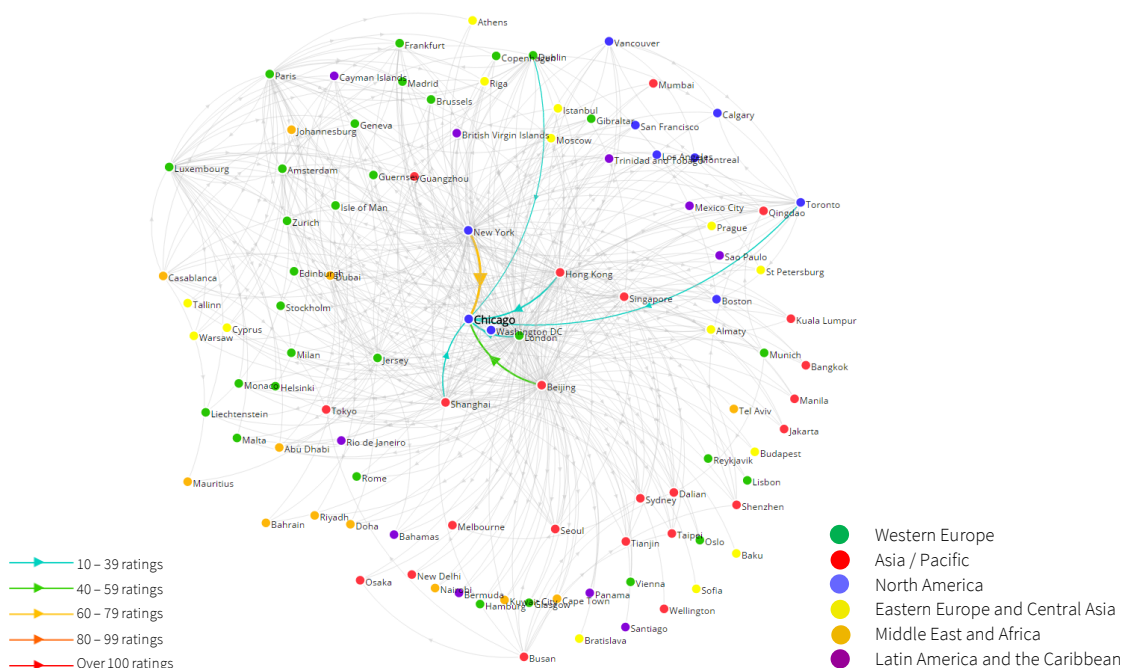 Athens
Frankfurt
Vancouver
Copenhagen
Dublin
Paris
Cayman Islands
Madrid
Riga
Mumbai
Brussels
Istanbul
Gibraltar
Calgary
Geneva
San Francisco
Johannesburg
British Virgin Islands
Moscow
Trinidad and Tobago
Los Angeles
Montreal
Luxembourg
Amsterdam
Guernsey
Guangzhou
Isle of Man
Mexico City
Qingdao
Toronto
Zurich
New York
Prague
Sao Paulo
St Petersburg
Casablanca
Edinburgh
Dubai
Hong Kong
Tallinn
Stockholm
Singapore
Boston
Chicago
Kuala Lumpur
Cyprus
Warsaw
Washington DC
London
Almaty
Milan
Jersey
Munich
Bangkok
Monaco
Helsinki
Beijing
Liechtenstein
Tokyo
Shanghai
Manila
Tel Aviv
Jakarta
Malta
Abu Dhabi
Rio de Janeiro
Budapest
Reykjavik
Mauritius
Rome
Lisbon
Sydney
Dalian
Shenzhen
Bahrain
Riyadh
Doha
Bahamas
Melbourne
Seoul
Tianjin
Taipei
Oslo
Baku
Osaka
New Delhi
Nairobi
Bermuda
Hamburg
Kuwait City
Glasgow
Cape Town
Panama
Vienna
Sofia
Wellington
Santiago
Bratislava
Busan
10 – 39 ratings
40 – 59 ratings
60 – 79 ratings
80 – 99 ratings
Over 100 ratings
Western Europe
Asia / Pacific
North America
Eastern Europe and Central Asia
Middle East and Africa
Latin America and the Caribbean